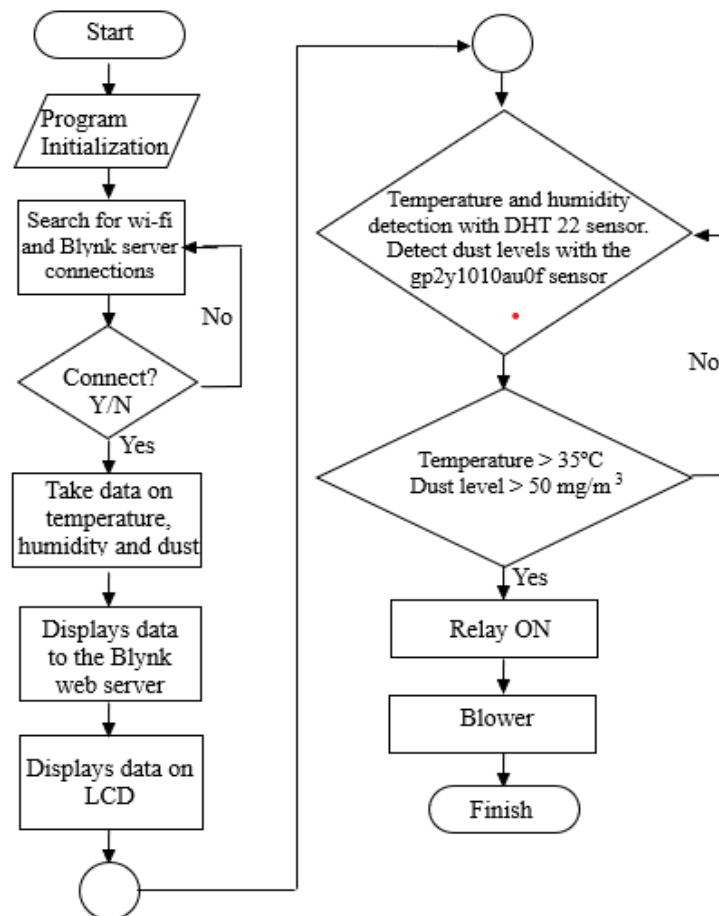 Start
Program
Initialization
Search for wi-fi
and Blynk server
connections
No
Connect?
Y/N
Yes
Take data on
temperature,
humidity and dust
Displays data
to the Blynk
web server
Displays data on
LCD
Temperature and humidity
detection with DHT 22 sensor.
Detect dust levels with the
gp2y1010au0f sensor
No
Temperature > 35°C
Dust level > 50 mg/m³
Yes
Relay ON
Blower
Finish